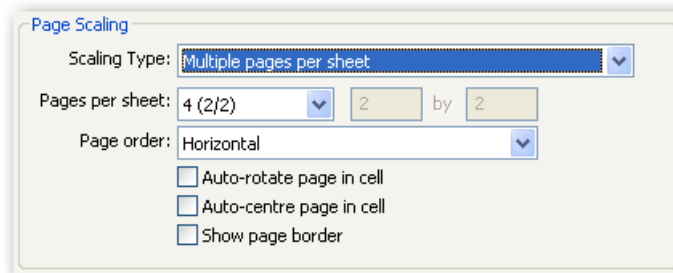 Page Scaling
Scaling Type: Multiple pages per sheet
Pages per sheet: 4 (2/2) 2 by 2
Page order: Horizontal
Auto-rotate page in cell
Auto-centre page in cell
Show page border